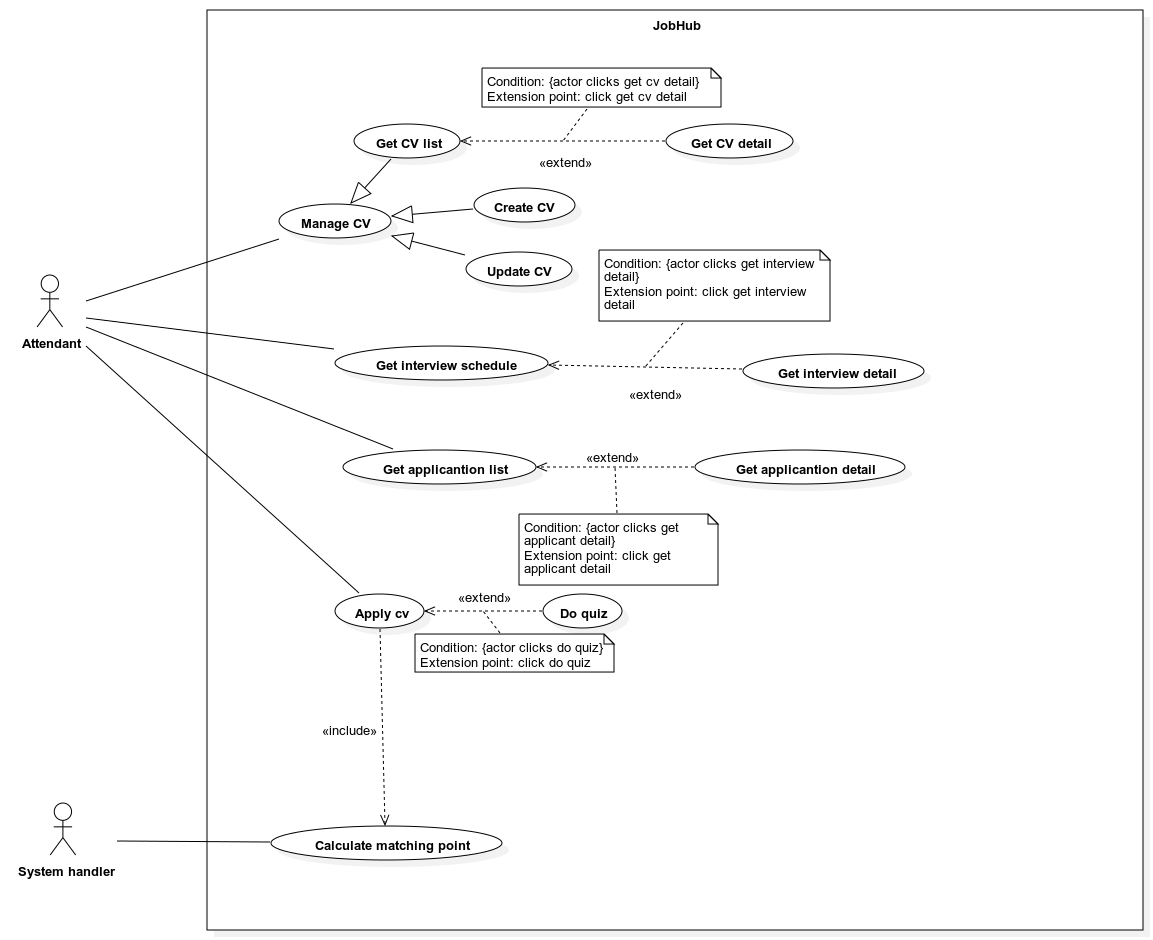 JobHub
Condition: {actor clicks get cv detail}
Extension point: click get cv detail
Get CV list
Get CV detail
«extend»
Create CV
Manage CV
Update CV
Condition: {actor clicks get interview
detail}
Extension point: click get interview
detail
Attendant
Get interview schedule
Get interview detail
«extend»
«extend»
Get applicantion list
Get applicantion detail
Condition: {actor clicks get
applicant detail}
Extension point: click get
applicant detail
«extend»
Apply cv
Do quiz
Condition: {actor clicks do quiz}
Extension point: click do quiz
«include»
Calculate matching point
System handler